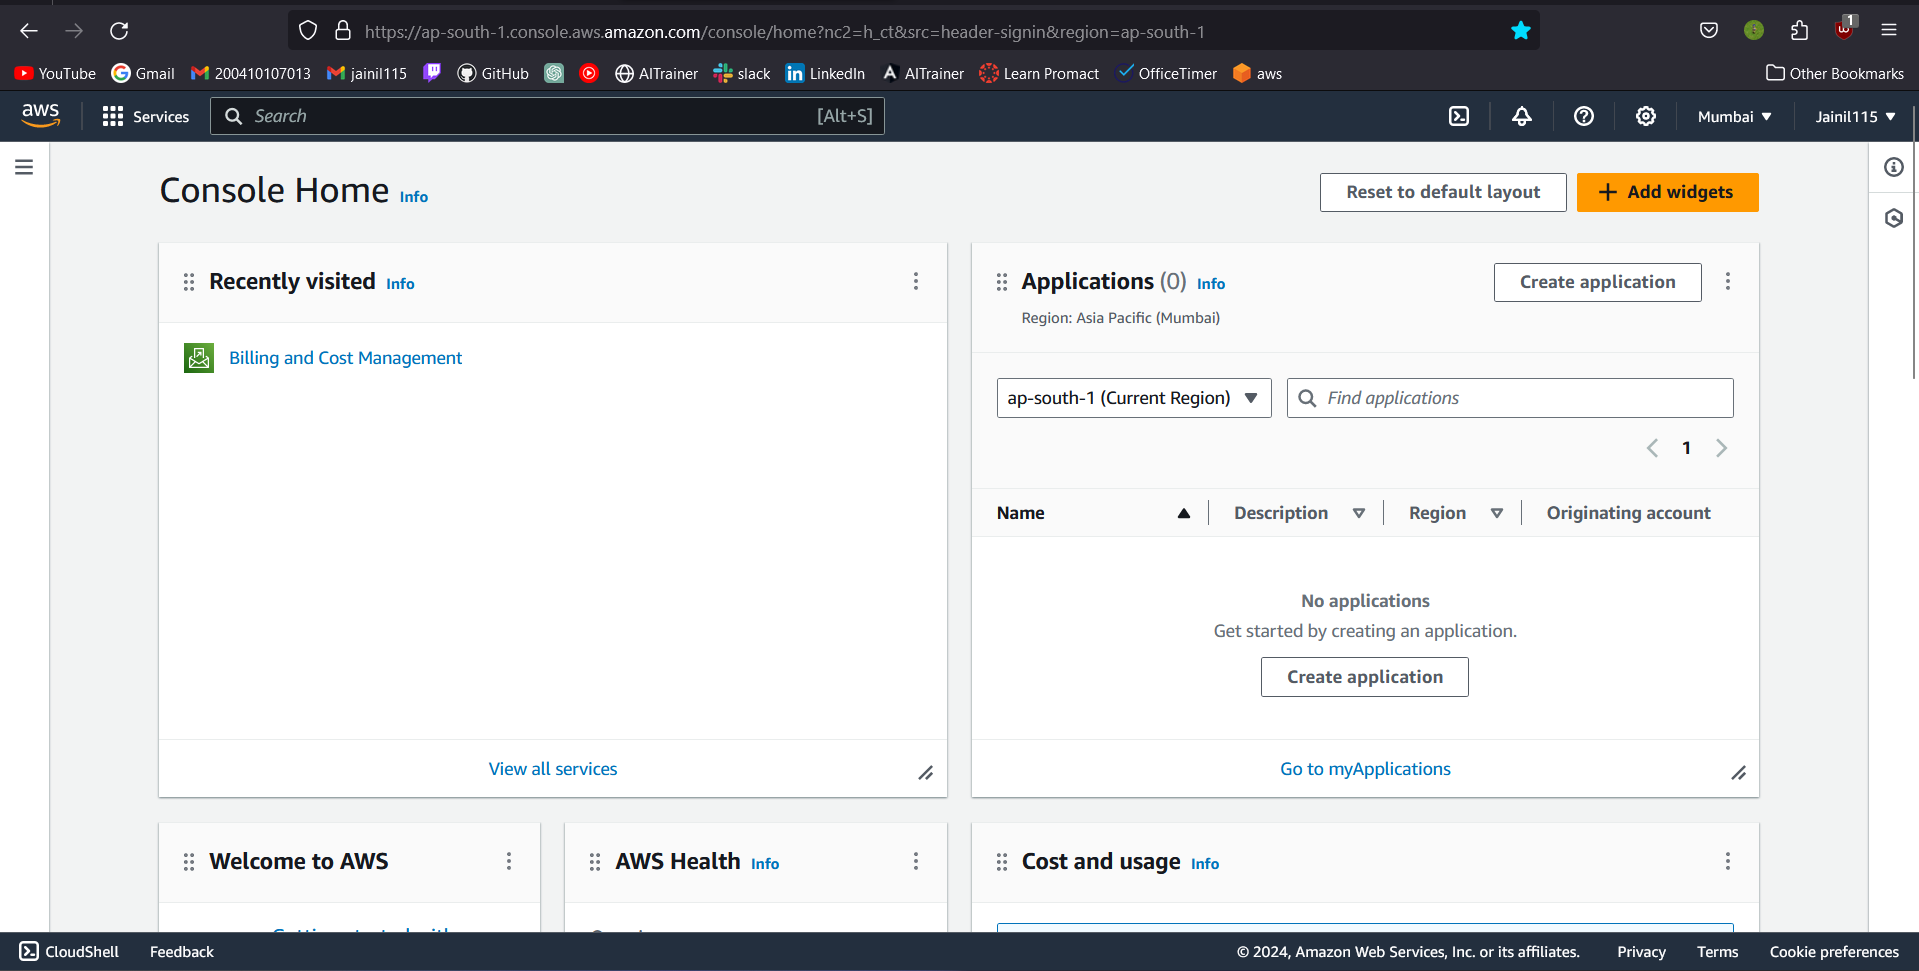 https://ap-south-1.console.aws.amazon.com/console/home?nc2=h_ct&src=header-signin&region=ap-south-1
1
YouTube Gmail 200410107013 jainil115 GitHub AITrainer slack LinkedIn AITrainer Learn Promact OfficeTimer aws Other Bookmarks
aws Services Search [Alt+S] Mumbai Jainil115
Console Home Info
Reset to default layout
Add widgets
Recently visited Info
Billing and Cost Management
View all services
Applications (0) Info
Create application
Region: Asia Pacific (Mumbai)
ap-south-1 (Current Region)
Find applications
1
Name Description Region Originating account
No applications
Get started by creating an application.
Create application
Go to myApplications
Welcome to AWS
AWS Health Info
Cost and usage Info
CloudShell Feedback © 2024, Amazon Web Services, Inc. or its affiliates. Privacy Terms Cookie preferences